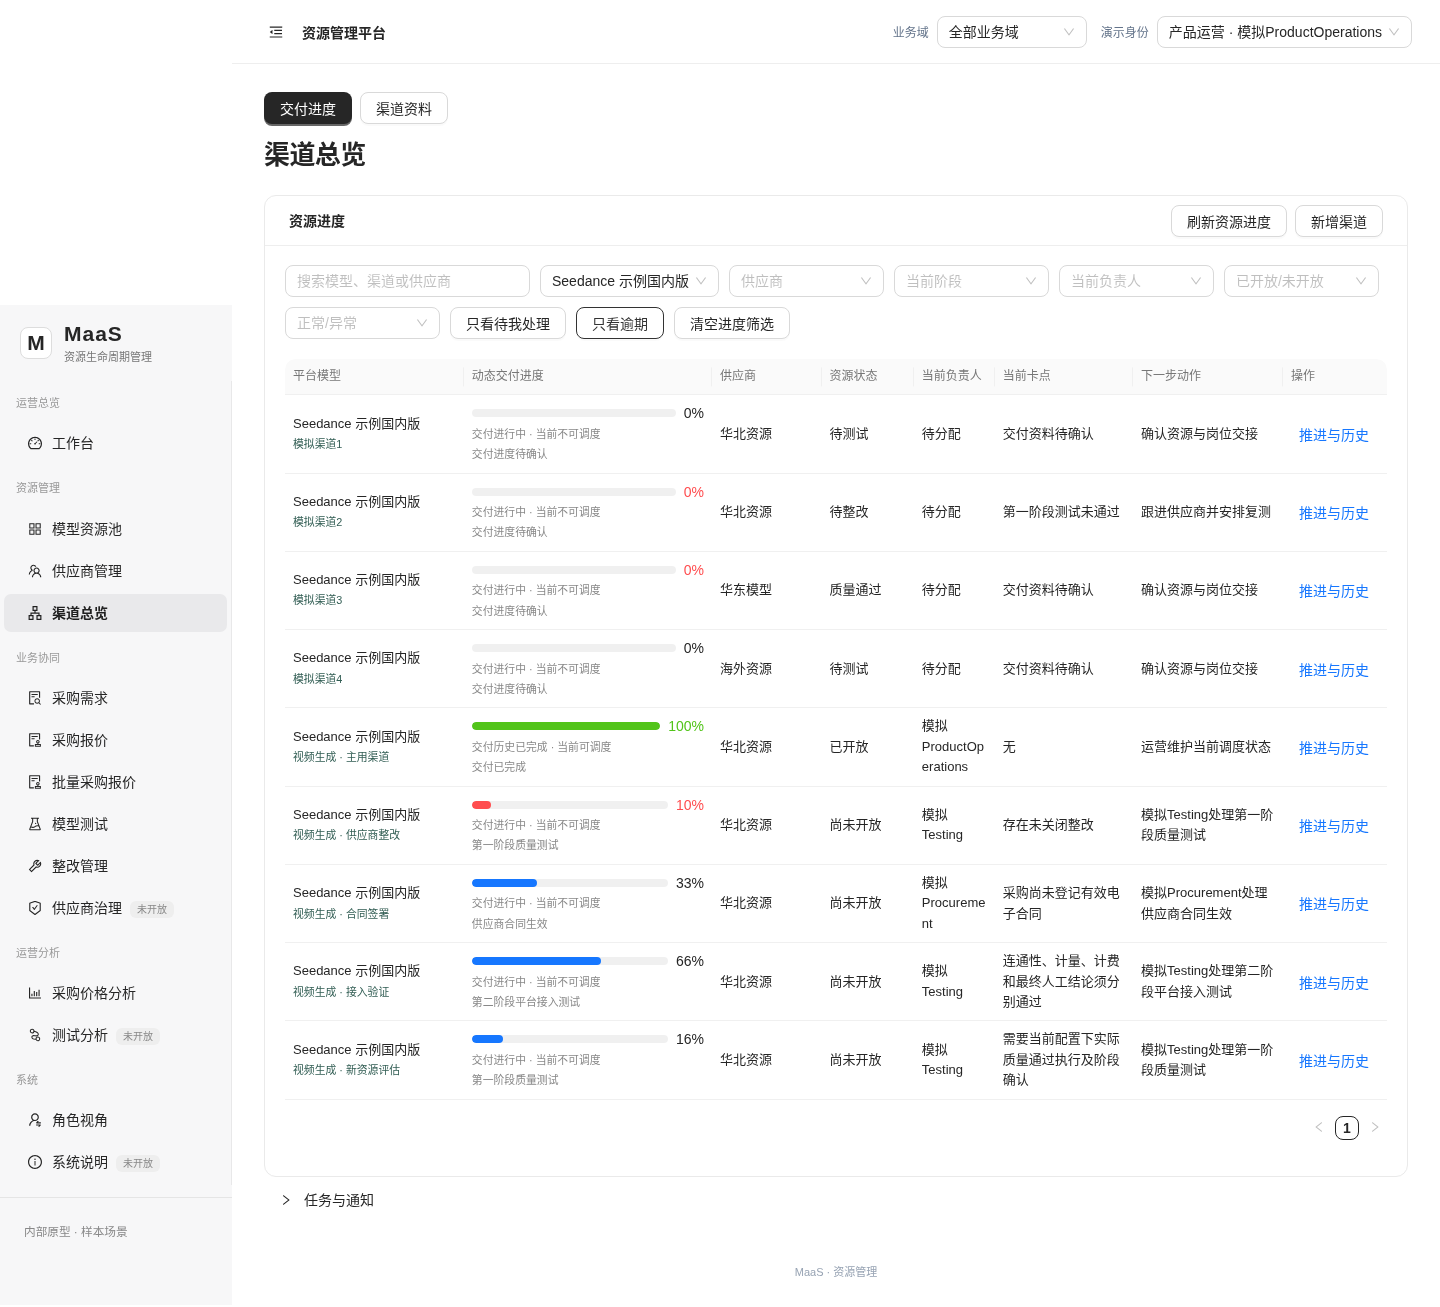 资源管理平台
业务域 全部业务域 演示身份 产品运营 · 模拟ProductOperations
交付进度 渠道资料
渠道总览
资源进度 刷新资源进度 新增渠道
搜索模型、渠道或供应商 Seedance 示例国内版 供应商 当前阶段 当前负责人 已开放/未开放
正常/异常 只看待我处理 只看逾期 清空进度筛选
平台模型 动态交付进度 供应商 资源状态 当前负责人 当前卡点 下一步动作 操作
Seedance 示例国内版
模拟渠道1
0%
交付进行中 · 当前不可调度
交付进度待确认
华北资源 待测试 待分配 交付资料待确认 确认资源与岗位交接 推进与历史
Seedance 示例国内版
模拟渠道2
0%
交付进行中 · 当前不可调度
交付进度待确认
华北资源 待整改 待分配 第一阶段测试未通过 跟进供应商并安排复测 推进与历史
Seedance 示例国内版
模拟渠道3
0%
交付进行中 · 当前不可调度
交付进度待确认
华东模型 质量通过 待分配 交付资料待确认 确认资源与岗位交接 推进与历史
Seedance 示例国内版
模拟渠道4
0%
交付进行中 · 当前不可调度
交付进度待确认
海外资源 待测试 待分配 交付资料待确认 确认资源与岗位交接 推进与历史
Seedance 示例国内版
视频生成 · 主用渠道
100%
交付历史已完成 · 当前可调度
交付已完成
华北资源 已开放
模拟
ProductOp
erations
无 运营维护当前调度状态 推进与历史
Seedance 示例国内版
视频生成 · 供应商整改
10%
交付进行中 · 当前不可调度
第一阶段质量测试
华北资源 尚未开放
模拟
Testing
存在未关闭整改
模拟Testing处理第一阶
段质量测试
推进与历史
Seedance 示例国内版
视频生成 · 合同签署
33%
交付进行中 · 当前不可调度
供应商合同生效
华北资源 尚未开放
模拟
Procureme
nt
采购尚未登记有效电
子合同
模拟Procurement处理
供应商合同生效
推进与历史
Seedance 示例国内版
视频生成 · 接入验证
66%
交付进行中 · 当前不可调度
第二阶段平台接入测试
华北资源 尚未开放
模拟
Testing
连通性、计量、计费
和最终人工结论须分
别通过
模拟Testing处理第二阶
段平台接入测试
推进与历史
Seedance 示例国内版
视频生成 · 新资源评估
16%
交付进行中 · 当前不可调度
第一阶段质量测试
华北资源 尚未开放
模拟
Testing
需要当前配置下实际
质量通过执行及阶段
确认
模拟Testing处理第一阶
段质量测试
推进与历史
1
任务与通知
MaaS · 资源管理
M
MaaS
资源生命周期管理
运营总览
工作台
资源管理
模型资源池
供应商管理
渠道总览
业务协同
采购需求
采购报价
批量采购报价
模型测试
整改管理
供应商治理 未开放
运营分析
采购价格分析
测试分析 未开放
系统
角色视角
系统说明 未开放
内部原型 · 样本场景